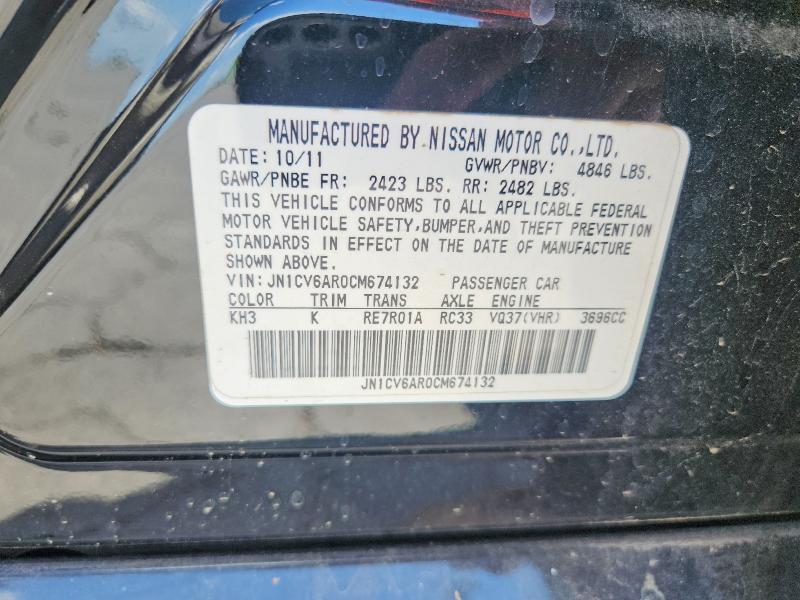 MANUFACTURED BY NISSAN MOTOR CO.,LTD.
DATE: 10/11 GVWR/PNBV: 4846 LBS.
GAWR/PNBE FR: 2423 LBS. RR: 2482 LBS.
THIS VEHICLE CONFORMS TO ALL APPLICABLE FEDERAL
MOTOR VEHICLE SAFETY,BUMPER,AND THEFT PREVENTION
STANDARDS IN EFFECT ON THE DATE OF MANUFACTURE
SHOWN ABOVE.
VIN: JN1CV6AR0CM674132 PASSENGER CAR
COLOR TRIM TRANS AXLE ENGINE
KH3 K RE7R01A RC33 VQ37(VHR) 3696CC
JN1CV6AR0CM674132